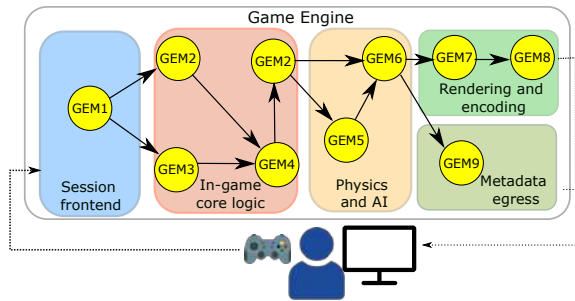 Game Engine
GEM2
GEM2
GEM6
GEM7
GEM8
GEM1
Rendering and
encoding
GEM5
GEM3
GEM4
GEM9
Session
frontend
In-game
core logic
Physics
and AI
Metadata
egress